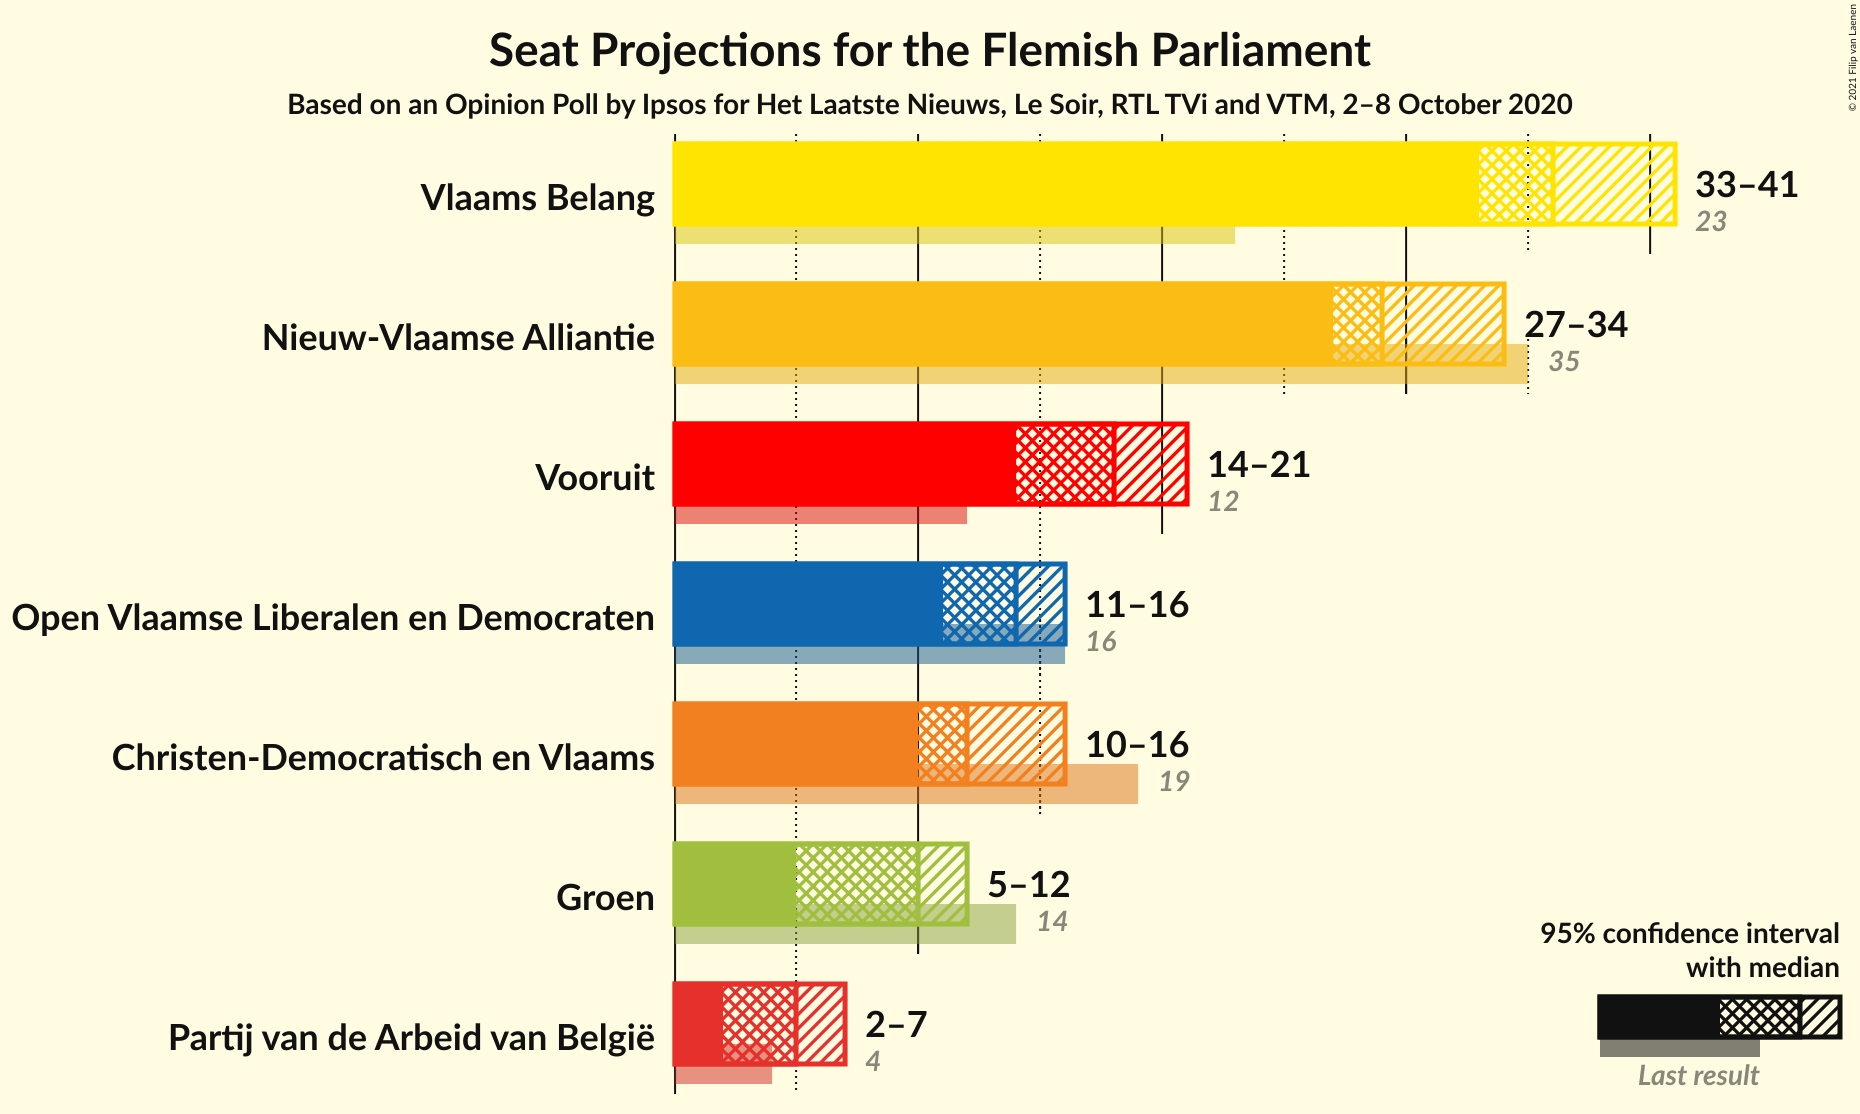 Seat Projections for the Flemish Parliament
Based on an Opinion Poll by Ipsos for Het Laatste Nieuws, Le Soir, RTL TVi and VTM, 2–8 October 2020
© 2021 Filip van Laenen
Vlaams Belang
33–41
23
Nieuw-Vlaamse Alliantie
27–34
35
Vooruit
14–21
12
Open Vlaamse Liberalen en Democraten
11–16
16
Christen-Democratisch en Vlaams
10–16
19
Groen
5–12
14
Partij van de Arbeid van België
2–7
4
95% confidence interval
with median
Last result